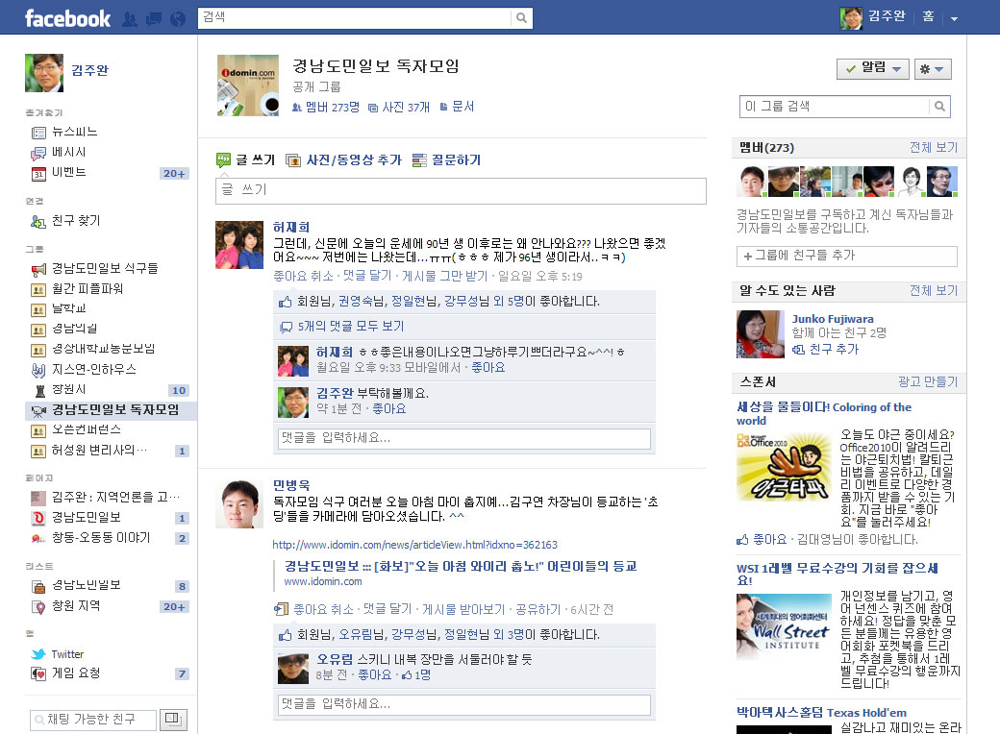 facebook
검색
김주완
홈
김주완
즐겨찾기
뉴스피드
메시지
이벤트
20+
연결
친구 찾기
그룹
경남도민일보 식구들
월간 피플파워
날학교
경남식길
경상대학교동문모임
지스연-인하우스
창원시
10
경남도민일보 독자모임
오픈컨퍼런스
허성원 변리사의…
1
페이지
김주완 : 지역언론을 고…
경남도민일보
1
창동·오동동 이야기
2
리스트
경남도민일보
8
창원 지역
20+
앱
Twitter
게임 요청
7
채팅 가능한 친구
idomin.com
경남도민일보 독자모임
공개 그룹
멤버 273명 사진 37개 문서
글 쓰기 사진/동영상 추가 질문하기
글 쓰기
허재희
그런데, 신문에 오늘의 운세에 90년 생 이후로는 왜 안나와요??? 나왔으면 좋겠
어요~~~ 저번에는 나왔는데...ㅠㅠ(ㅎㅎㅎ 제가 96년 생이라서..ㅋㅋ)
좋아요 취소 · 댓글 달기 · 게시물 그만 받기 · 일요일 오후 5:19
회원님, 권영숙님, 정일현님, 강무성님 외 5명이 좋아합니다.
5개의 댓글 모두 보기
허재희 ㅎㅎ좋은내용이나오면그냥하루기쁘더라구요~^^! ㅎ
월요일 오후 9:33 모바일에서 · 좋아요
김주완 부탁해볼께요.
약 1분 전 · 좋아요
댓글을 입력하세요...
민병욱
독자모임 식구 여러분 오늘 아침 마이 춥지예...김구연 차장님이 등교하는 '초
딩'들을 카메라에 담아오셨습니다. ^^
http://www.idomin.com/news/articleView.html?idxno=362163
경남도민일보 ::: [화보]"오늘 아침 와이리 춥노!" 어린이들의 등교
www.idomin.com
좋아요 취소 · 댓글 달기 · 게시물 받아보기 · 공유하기 · 6시간 전
회원님, 오유림님, 강무성님, 정일현님 외 3명이 좋아합니다.
오유림 스키니 내복 장만을 서둘러야 할 듯
8분 전 · 좋아요 · 1명
댓글을 입력하세요...
알림
이 그룹 검색
멤버(273)
전체 보기
경남도민일보를 구독하고 계신 독자님들과
기자들의 소통공간입니다.
+그룹에 친구들 추가
알 수도 있는 사람
전체 보기
Junko Fujiwara
함께 아는 친구 2명
친구 추가
스폰서
광고 만들기
세상을 물들이다! Coloring of the
world
Office 2010
야근타파
오늘도 야근 중이세요?
Office2010이 알려드리
는 야근퇴치법! 칼퇴근
비법을 공유하고, 데일
리 이벤트로 다양한 경
품까지 받을 수 있는 기
회. 지금 바로 "좋아
요"를 눌러주세요!
좋아요 · 김대영님이 좋아합니다.
WSI 1레벨 무료수강의 기회를 잡으세
요!
세계최대의 영어회화센터
Wall Street
INSTITUTE
개인정보를 남기고, 영
어 넌센스 퀴즈에 참여
하세요! 정답을 맞춘 모
든 분들께는 유용한 영
어회화 포켓북을 드리
고, 추첨을 통해서 1레
벨 무료수강의 행운까지
드립니다!
박아텍사스홀덤 Texas Hold'em
실감나고 재미있는 온라